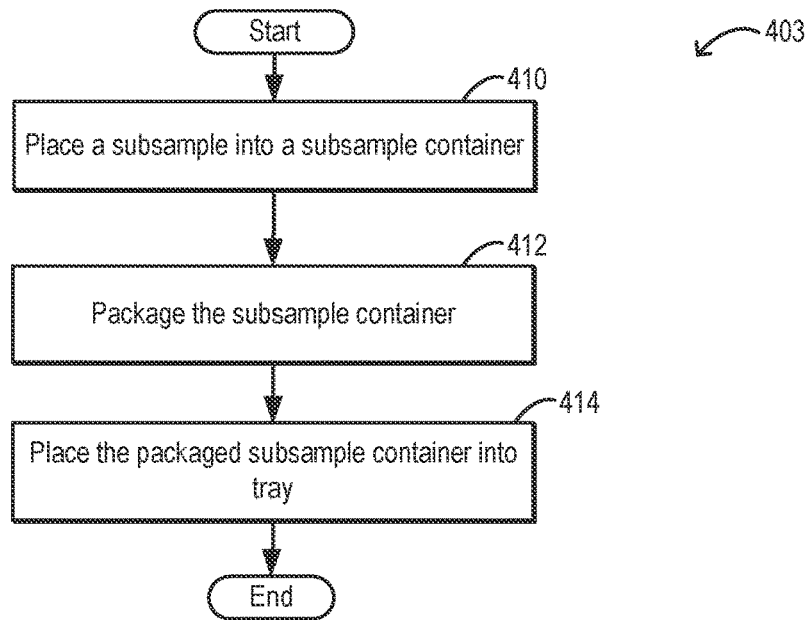 Start
403
410
Place a subsample into a subsample container
412
Package the subsample container
414
Place the packaged subsample container into
tray
End